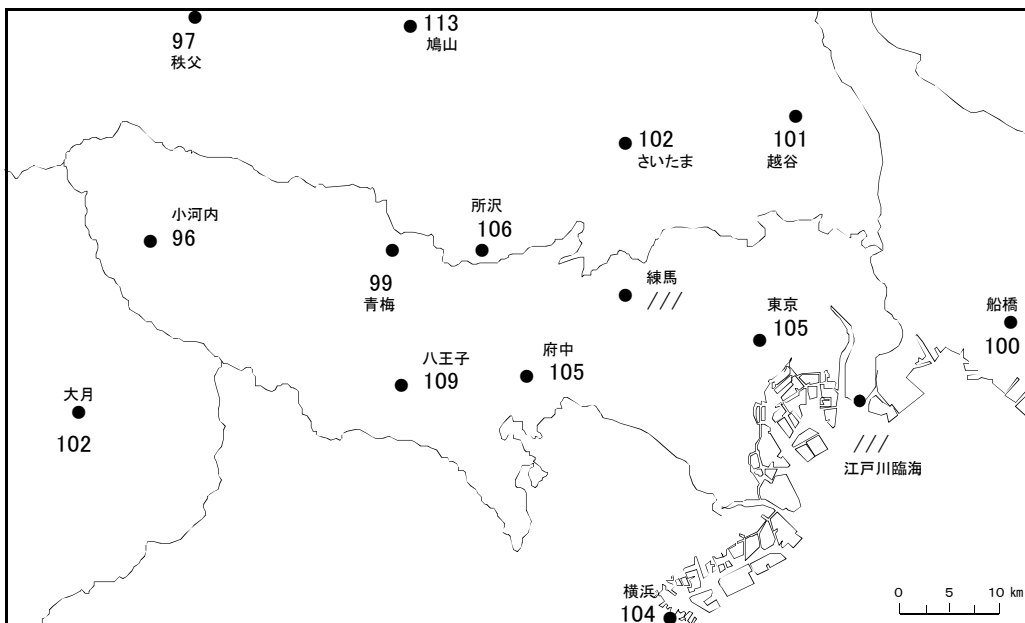 97
秩父
113
鳩山
102
さいたま
101
越谷
小河内
96
所沢
106
99
青梅
練馬
///
東京
105
船橋
100
八王子
109
府中
105
大月
102
///
江戸川臨海
横浜
104
0 5 10 km